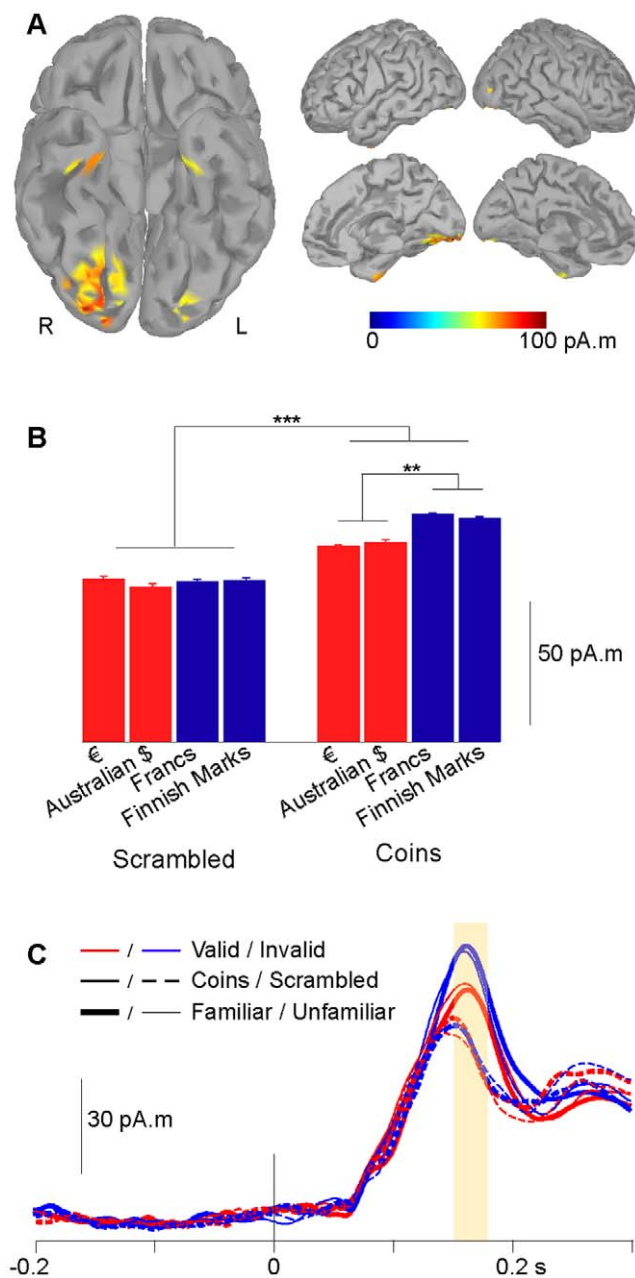 A
R L
0 100 pA.m
B
***
**
50 pA.m
€ Australian $ Francs Finnish Marks € Australian $ Francs Finnish Marks
Scrambled Coins
C
/ Valid / Invalid
/ Coins / Scrambled
/ Familiar / Unfamiliar
30 pA.m
-0.2 0 0.2 s